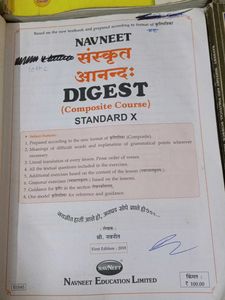 Based on the new textbook and prepared according to format of कृतिपत्रिका
NAVNEET
संस्कृत
आनन्दः
DIGEST
(Composite Course)
STANDARD X
Salient Features :
1. Prepared according to the new format of कृतिपत्रिका (Composite).
2. Meanings of difficult words and explanation of grammatical points wherever
necessary.
3. Literal translation of every lesson. Prose order of verses.
4. All the textual questions included in the exercises.
5. Additional exercises based on the content of the lesson
6. Grammar exercises based on the lesson.
7. Guidance for in the section
8. One model कृतिपत्रिका for reference and guidance.
लेखक
श्री. नवनीत
First Edition : 2018
NAVNEET
NAVNEET EDUCATION LIMITED
किंमत :
₹ 100.00